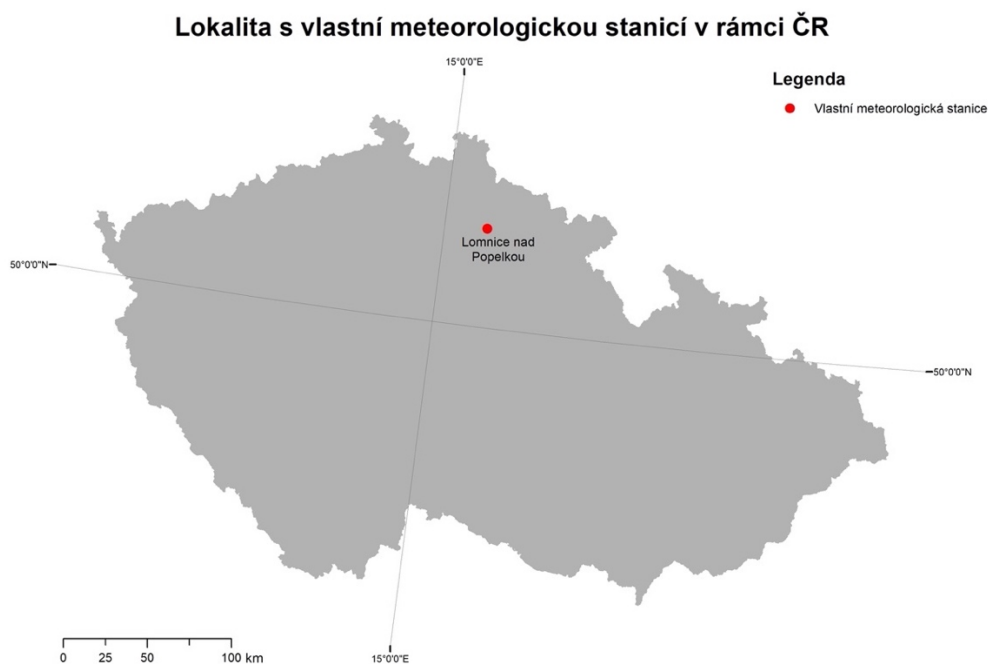 Lokalita s vlastní meteorologickou stanicí v rámci ČR
15°0'0"E
Legenda
Vlastní meteorologická stanice
Lomnice nad
Popelkou
50°0'0"N
50°0'0"N
0 25 50 100 km
15°0'0"E